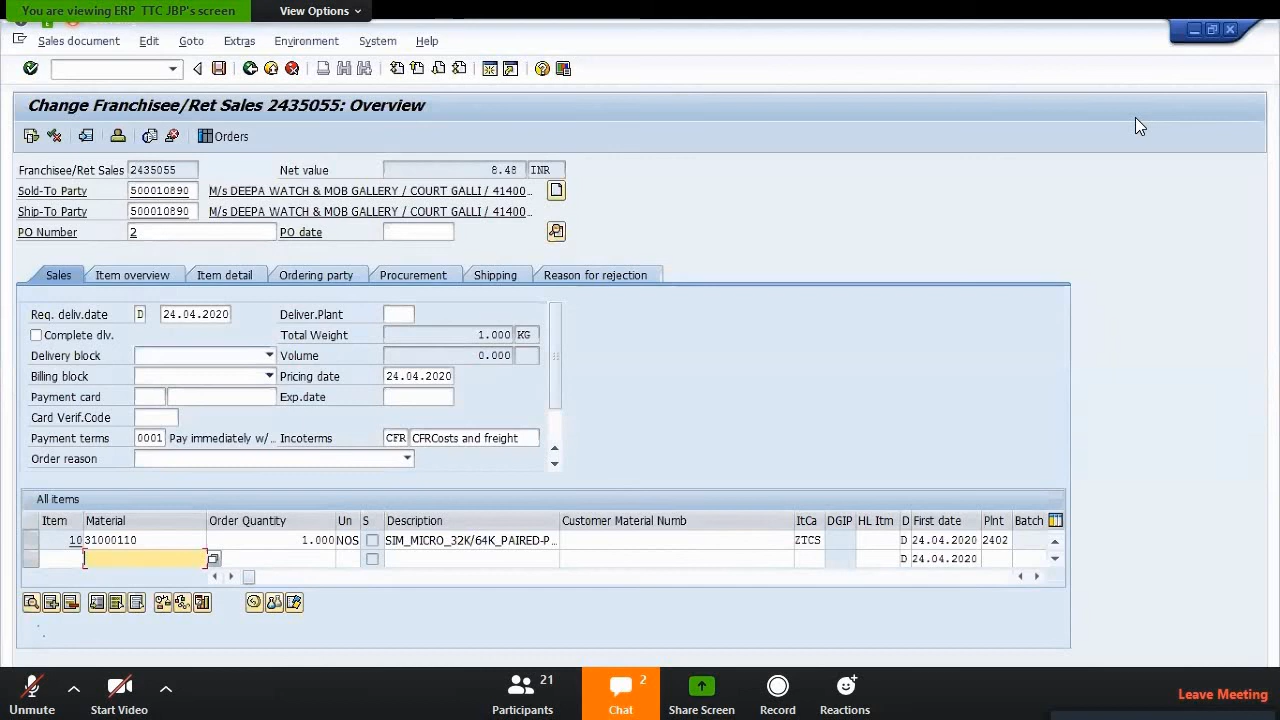 You are viewing ERP_TTC JBP's screen View Options
Sales document Edit Goto Extras Environment System Help
Change Franchisee/Ret Sales 2435055: Overview
Orders
Franchisee/Ret Sales 2435055 Net value 8.48 INR
Sold-To Party 500010890 M/s DEEPA WATCH & MOB GALLERY / COURT GALLI / 41400...
Ship-To Party 500010890 M/s DEEPA WATCH & MOB GALLERY / COURT GALLI / 41400...
PO Number 2 PO date
Sales Item overview Item detail Ordering party Procurement Shipping Reason for rejection
Req. deliv.date D 24.04.2020 Deliver.Plant
Complete dlv. Total Weight 1.000 KG
Delivery block Volume 0.000
Billing block Pricing date 24.04.2020
Payment card Exp.date
Card Verif.Code
Payment terms 0001 Pay immediately w/... Incoterms CFR CFRCosts and freight
Order reason
All items
Item Material Order Quantity Un S Description Customer Material Numb ItCa DGIP HL Itm D First date Plnt Batch
10 31000110 1.000 NOS SIM_MICRO_32K/64K_PAIRED-P... ZTCS D 24.04.2020 2402
D 24.04.2020
Unmute Start Video 21 Participants 2 Chat Share Screen Record Reactions Leave Meeting